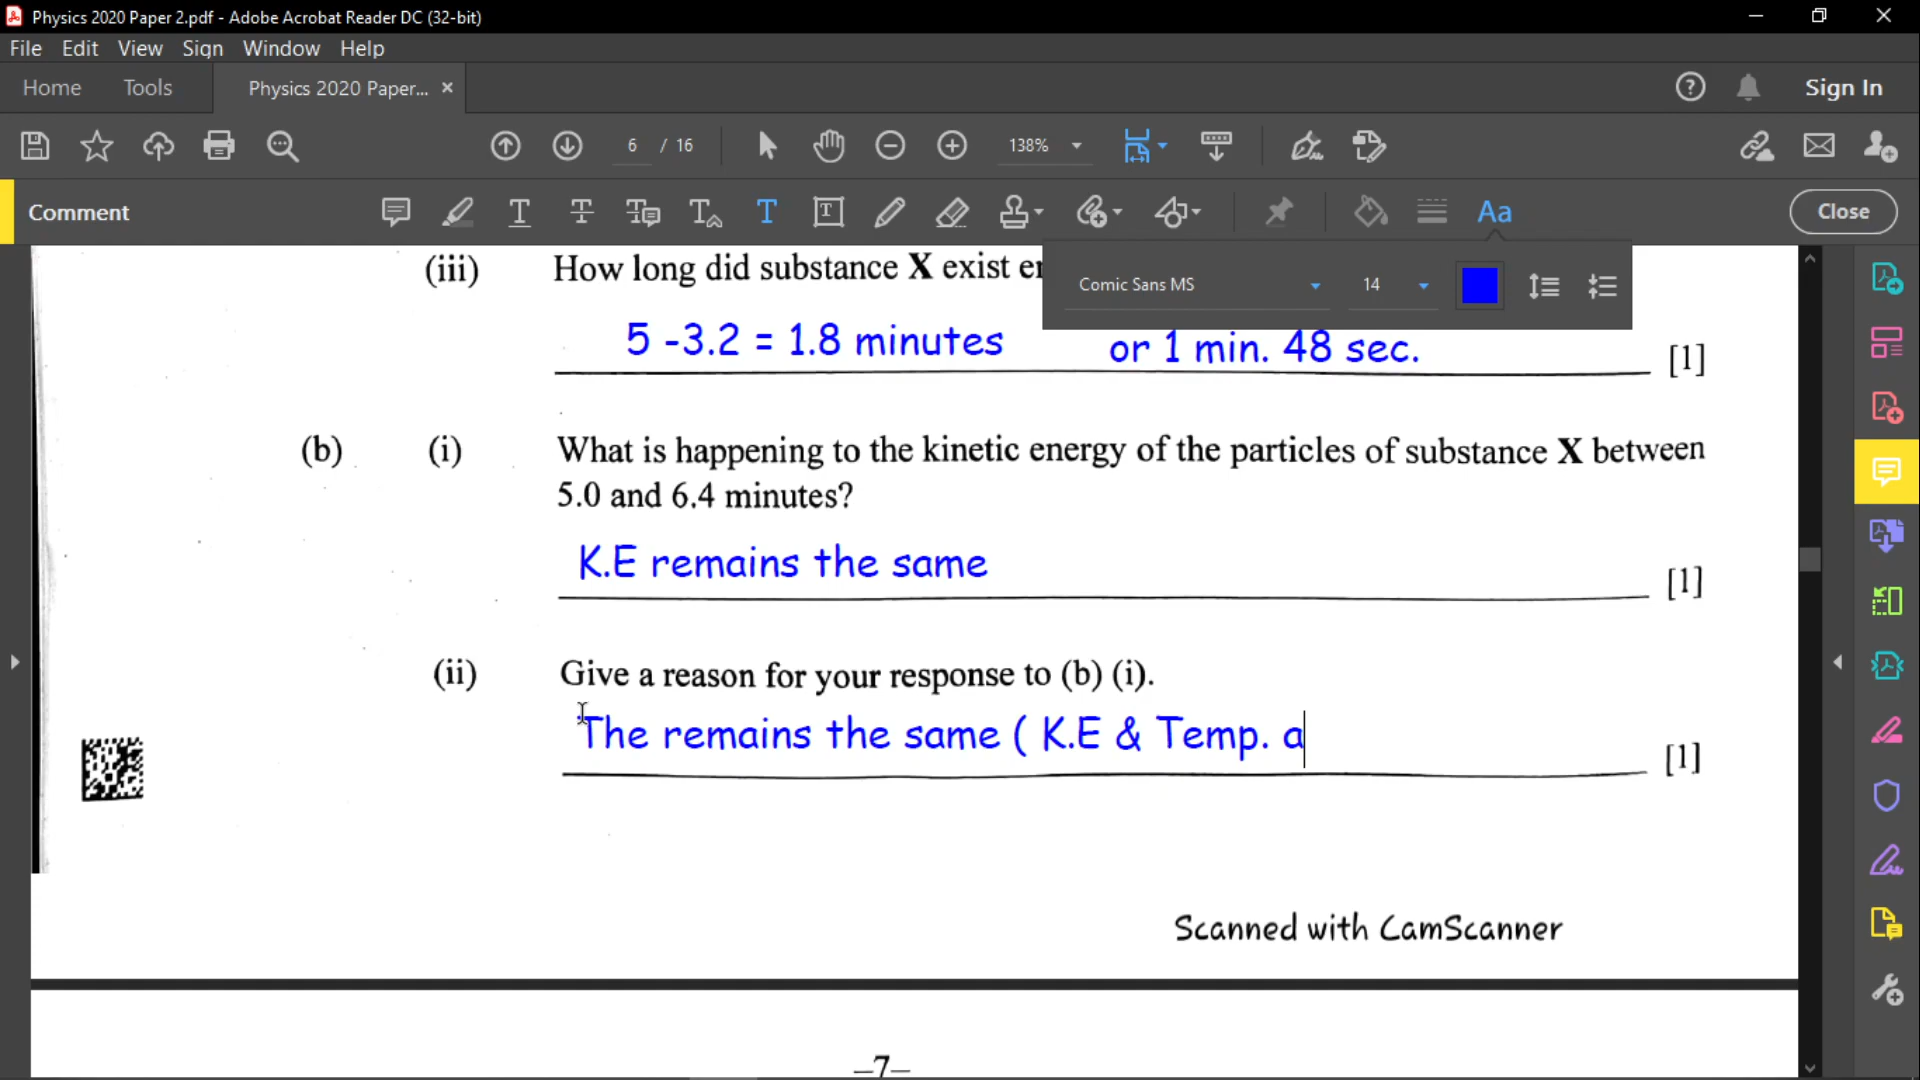 Physics 2020 Paper 2.pdf - Adobe Acrobat Reader DC (32-bit)
File Edit View Sign Window Help
Home Tools Physics 2020 Paper... × Sign In
6 / 16 138%
Comment Close
Comic Sans MS 14
(iii) How long did substance X exist
5 -3.2 = 1.8 minutes or 1 min. 48 sec. [1]
(b) (i) What is happening to the kinetic energy of the particles of substance X between
5.0 and 6.4 minutes?
K.E remains the same [1]
(ii) Give a reason for your response to (b) (i).
The remains the same ( K.E & Temp. a [1]
Scanned with CamScanner
–7–